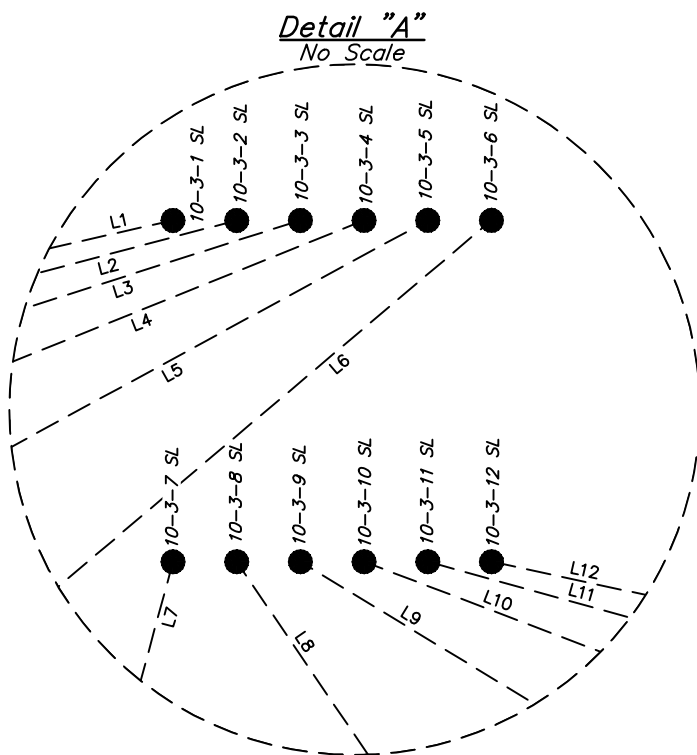 Detail "A"
No Scale
10-3-1 SL
10-3-2 SL
10-3-3 SL
10-3-4 SL
10-3-5 SL
10-3-6 SL
L1
L2
L3
L4
L5
L6
10-3-7 SL
10-3-8 SL
10-3-9 SL
10-3-10 SL
10-3-11 SL
10-3-12 SL
L7
L8
L9
L10
L11
L12